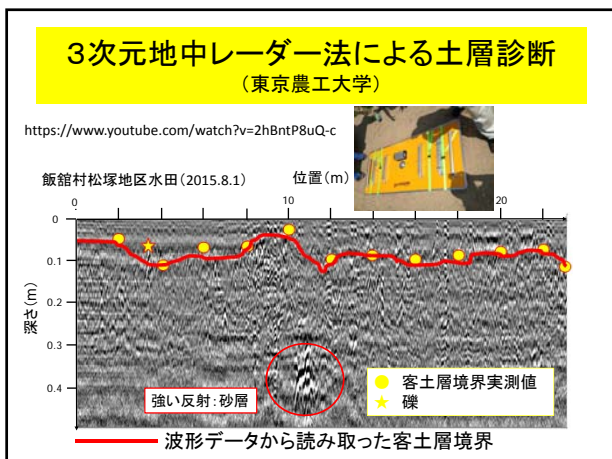 ３次元地中レーダー法による土層診断
(東京農工大学)
https://www.youtube.com/watch?v=2hBntP8uQ-c
飯舘村松塚地区水田(2015.8.1)
位置(m)
0 10 20
0
0.1
0.2
0.3
0.4
深さ(m)
強い反射:砂層
客土層境界実測値
礫
波形データから読み取った客土層境界